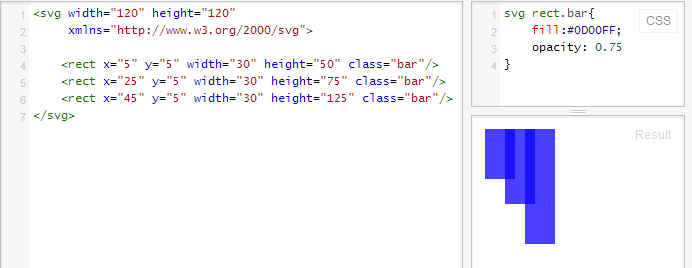 1 <svg width="120" height="120"
2 xmlns="http://www.w3.org/2000/svg">
3
4 <rect x="5" y="5" width="30" height="50" class="bar"/>
5 <rect x="25" y="5" width="30" height="75" class="bar"/>
6 <rect x="45" y="5" width="30" height="125" class="bar"/>
7 </svg>
CSS
1 svg rect.bar{
2 fill:#0D00FF;
3 opacity: 0.75
4 }
Result